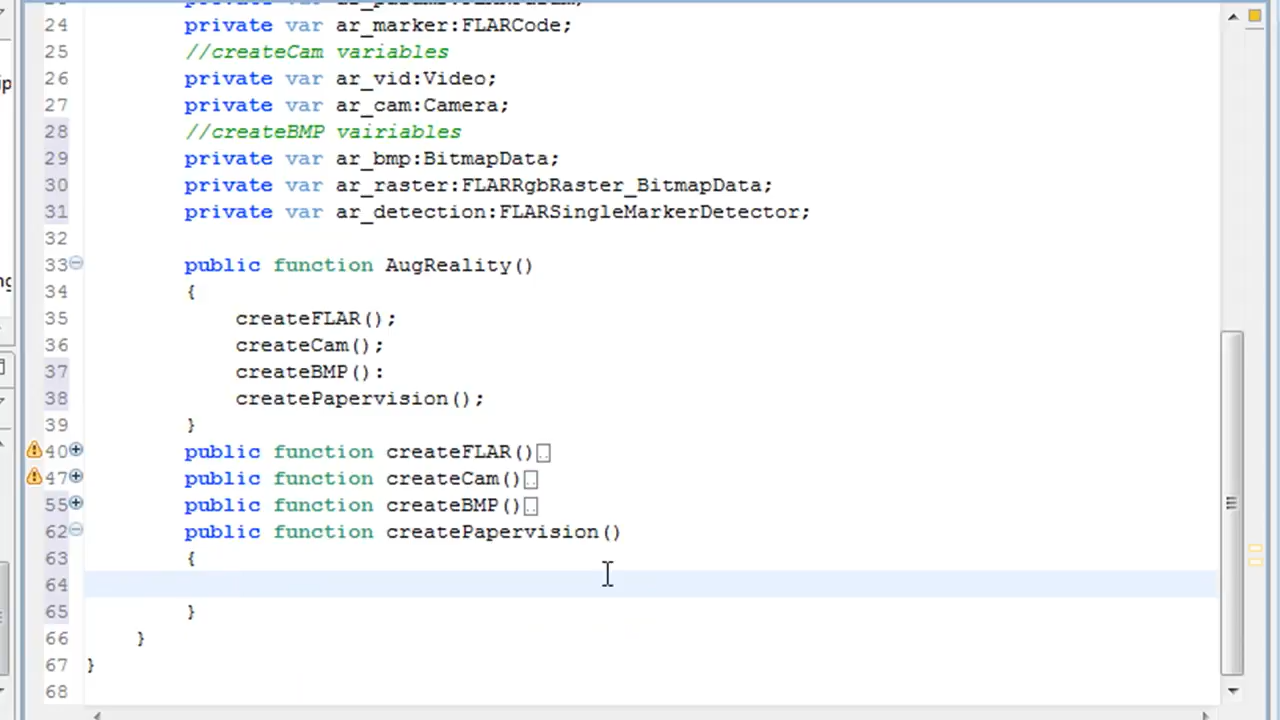 24 private var ar_marker:FLARCode;
25 //createCam variables
26 private var ar_vid:Video;
27 private var ar_cam:Camera;
28 //createBMP vairiables
29 private var ar_bmp:BitmapData;
30 private var ar_raster:FLARRgbRaster_BitmapData;
31 private var ar_detection:FLARSingleMarkerDetector;
32
33 public function AugReality()
34 {
35 createFLAR();
36 createCam();
37 createBMP():
38 createPapervision();
39 }
40 public function createFLAR()
47 public function createCam()
55 public function createBMP()
62 public function createPapervision()
63 {
64
65 }
66 }
67 }
68